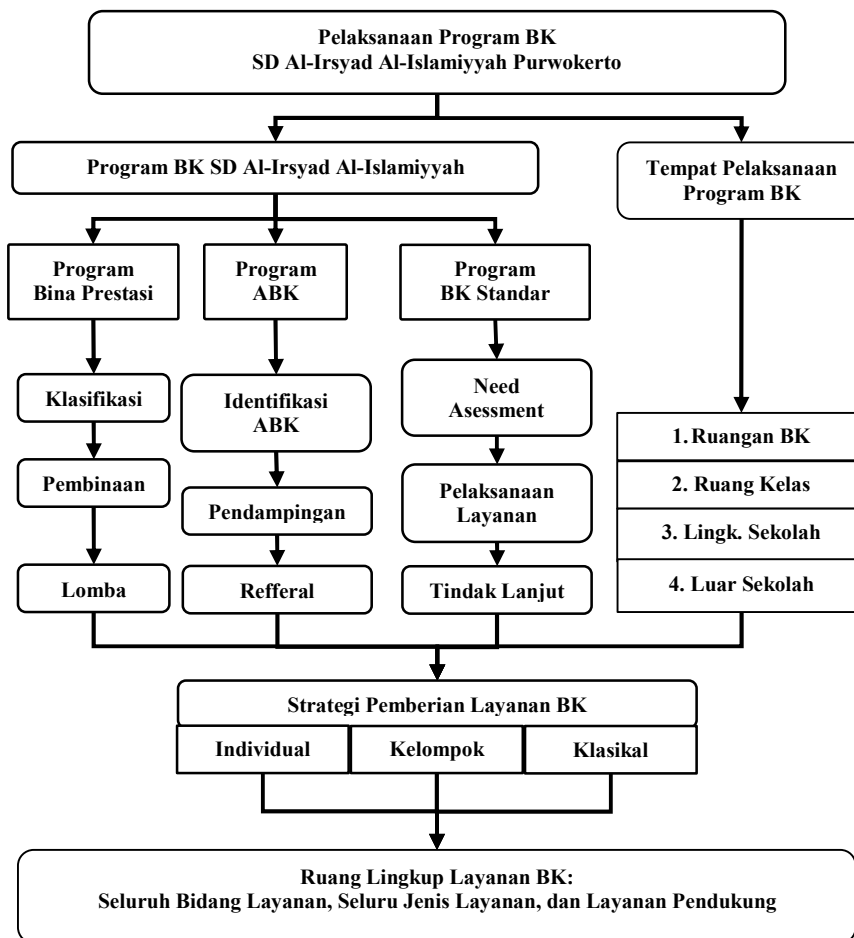 Pelaksanaan Program BK
SD Al-Irsyad Al-Islamiyyah Purwokerto
Program BK SD Al-Irsyad Al-Islamiyyah
Tempat Pelaksanaan
Program BK
Program
Bina Prestasi
Program
ABK
Program
BK Standar
Klasifikasi
Identifikasi
ABK
Need
Asessment
1. Ruangan BK
Pembinaan
Pendampingan
Pelaksanaan
Layanan
2. Ruang Kelas
3. Lingk. Sekolah
Lomba
Refferal
Tindak Lanjut
4. Luar Sekolah
Strategi Pemberian Layanan BK
Individual
Kelompok
Klasikal
Ruang Lingkup Layanan BK:
Seluruh Bidang Layanan, Seluru Jenis Layanan, dan Layanan Pendukung